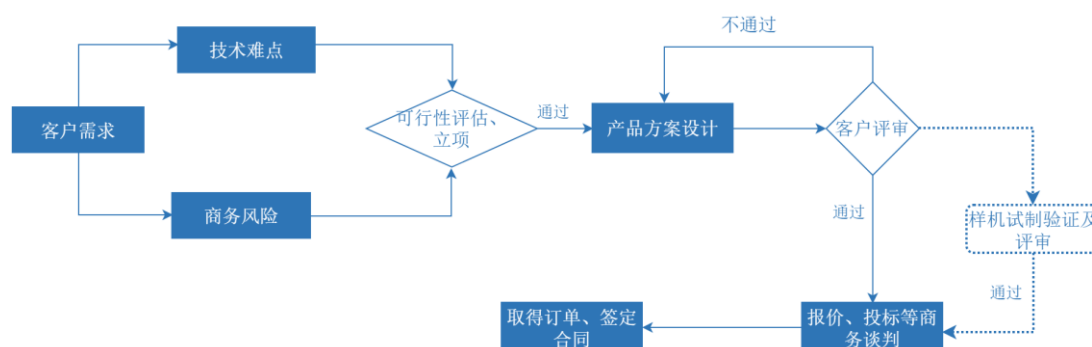 不通过
技术难点
客户需求
可行性评估、
立项
通过
产品方案设计
客户评审
商务风险
通过
样机试制验证及
评审
通过
取得订单、签定
合同
报价、投标等商
务谈判